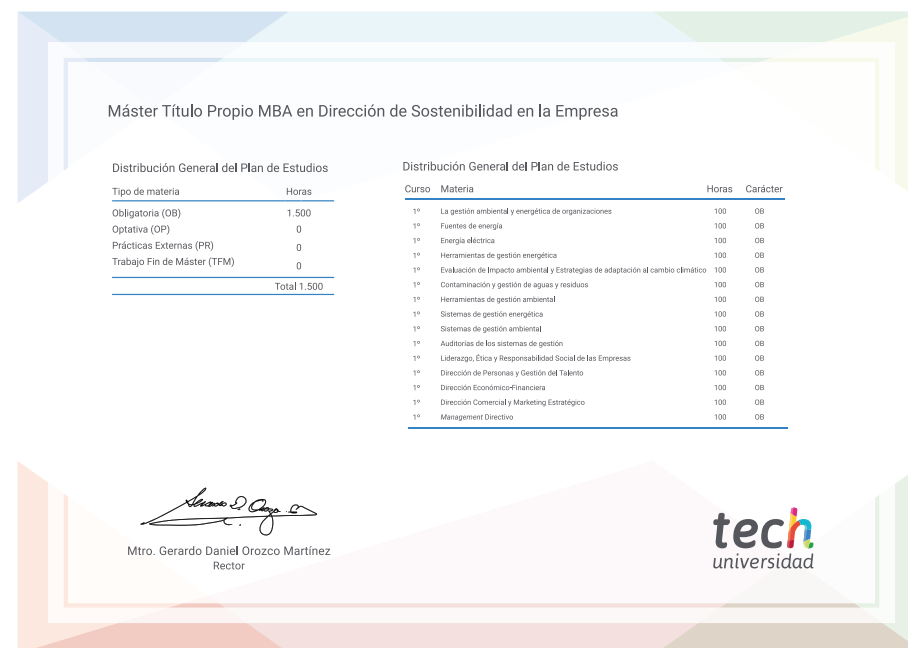 Máster Título Propio MBA en Dirección de Sostenibilidad en la Empresa
Distribución General del Plan de Estudios
Tipo de materia Horas
Obligatoria (OB) 1.500
Optativa (OP) 0
Prácticas Externas (PR) 0
Trabajo Fin de Máster (TFM) 0
Total 1.500
Distribución General del Plan de Estudios
Curso Materia Horas Carácter
1º La gestión ambiental y energética de organizaciones 100 OB
1º Fuentes de energía 100 OB
1º Energía eléctrica 100 OB
1º Herramientas de gestión energética 100 OB
1º Evaluación de Impacto ambiental y Estrategias de adaptación al cambio climático 100 OB
1º Contaminación y gestión de aguas y residuos 100 OB
1º Herramientas de gestión ambiental 100 OB
1º Sistemas de gestión energética 100 OB
1º Sistemas de gestión ambiental 100 OB
1º Auditorías de los sistemas de gestión 100 OB
1º Liderazgo, Ética y Responsabilidad Social de las Empresas 100 OB
1º Dirección de Personas y Gestión del Talento 100 OB
1º Dirección Económico-Financiera 100 OB
1º Dirección Comercial y Marketing Estratégico 100 OB
1º Management Directivo 100 OB
Mtro. Gerardo Daniel Orozco Martínez
Rector
tech
universidad